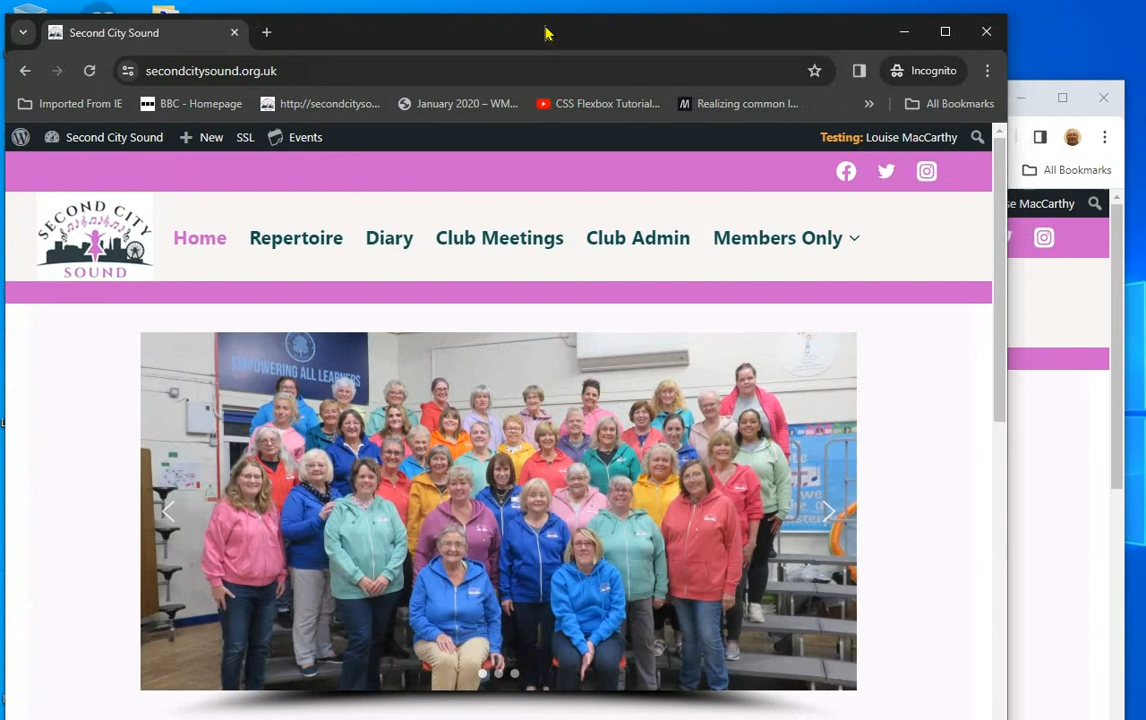 Second City Sound
secondcitysound.org.uk
Incognito
Imported From IE
BBC - Homepage
http://secondcityso...
January 2020 – WM...
CSS Flexbox Tutorial...
Realizing common l...
»
All Bookmarks
Second City Sound
New
SSL
Events
Testing: Louise MacCarthy
All Bookmarks
se MacCarthy
SECOND CITY
SOUND
Home
Repertoire
Diary
Club Meetings
Club Admin
Members Only
EMPOWERING ALL LEARNERS